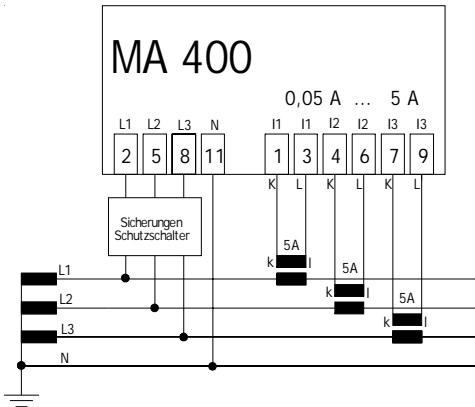 MA 400
0,05 A ... 5 A
L1 L2 L3 N I1 I1 I2 I2 I3 I3
2 5 8 11 1 3 4 6 7 9
K L K L K L
Sicherungen
Schutzschalter
5A
k l
L1
5A
k l
L2
5A
k l
L3
N